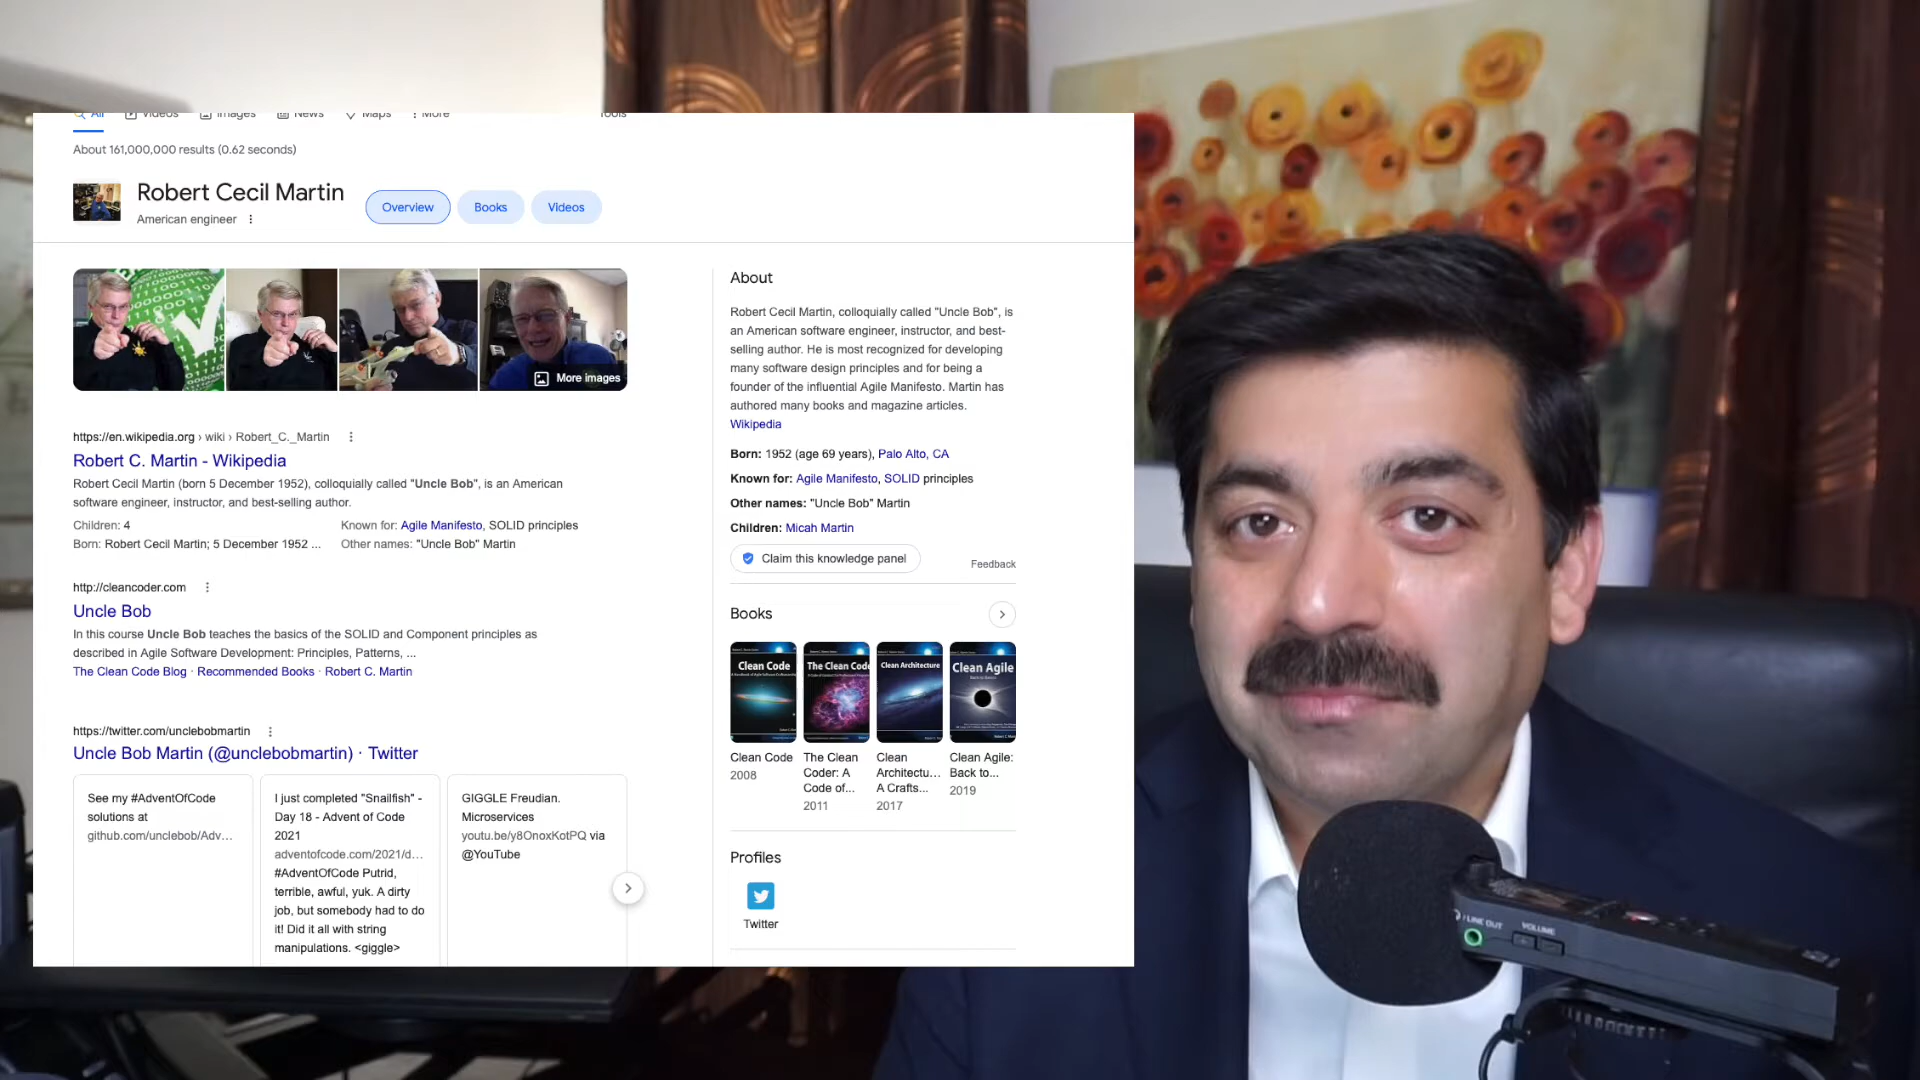 All Videos Images News Maps More Tools
About 161,000,000 results (0.62 seconds)
Robert Cecil Martin
American engineer
Overview Books Videos
More images
https://en.wikipedia.org › wiki › Robert_C._Martin
Robert C. Martin - Wikipedia
Robert Cecil Martin (born 5 December 1952), colloquially called "Uncle Bob", is an American
software engineer, instructor, and best-selling author.
Children: 4 Known for: Agile Manifesto, SOLID principles
Born: Robert Cecil Martin; 5 December 1952 ... Other names: "Uncle Bob" Martin
http://cleancoder.com
Uncle Bob
In this course Uncle Bob teaches the basics of the SOLID and Component principles as
described in Agile Software Development: Principles, Patterns, ...
The Clean Code Blog · Recommended Books · Robert C. Martin
https://twitter.com/unclebobmartin
Uncle Bob Martin (@unclebobmartin) · Twitter
See my #AdventOfCode
solutions at
github.com/unclebob/Adv...
I just completed "Snailfish" -
Day 18 - Advent of Code
2021
adventofcode.com/2021/d...
#AdventOfCode Putrid,
terrible, awful, yuk. A dirty
job, but somebody had to do
it! Did it all with string
manipulations. <giggle>
GIGGLE Freudian.
Microservices
youtu.be/y8OnoxKotPQ via
@YouTube
About
Robert Cecil Martin, colloquially called "Uncle Bob", is
an American software engineer, instructor, and best-
selling author. He is most recognized for developing
many software design principles and for being a
founder of the influential Agile Manifesto. Martin has
authored many books and magazine articles.
Wikipedia
Born: 1952 (age 69 years), Palo Alto, CA
Known for: Agile Manifesto, SOLID principles
Other names: "Uncle Bob" Martin
Children: Micah Martin
Claim this knowledge panel
Feedback
Books
Clean Code
The Clean Cod
Clean Architecture
Clean Agile
Clean Code
2008
The Clean
Coder: A
Code of...
2011
Clean
Architectu...
A Crafts...
2017
Clean Agile:
Back to...
2019
Profiles
Twitter
/ LINE OUT
VOLUME